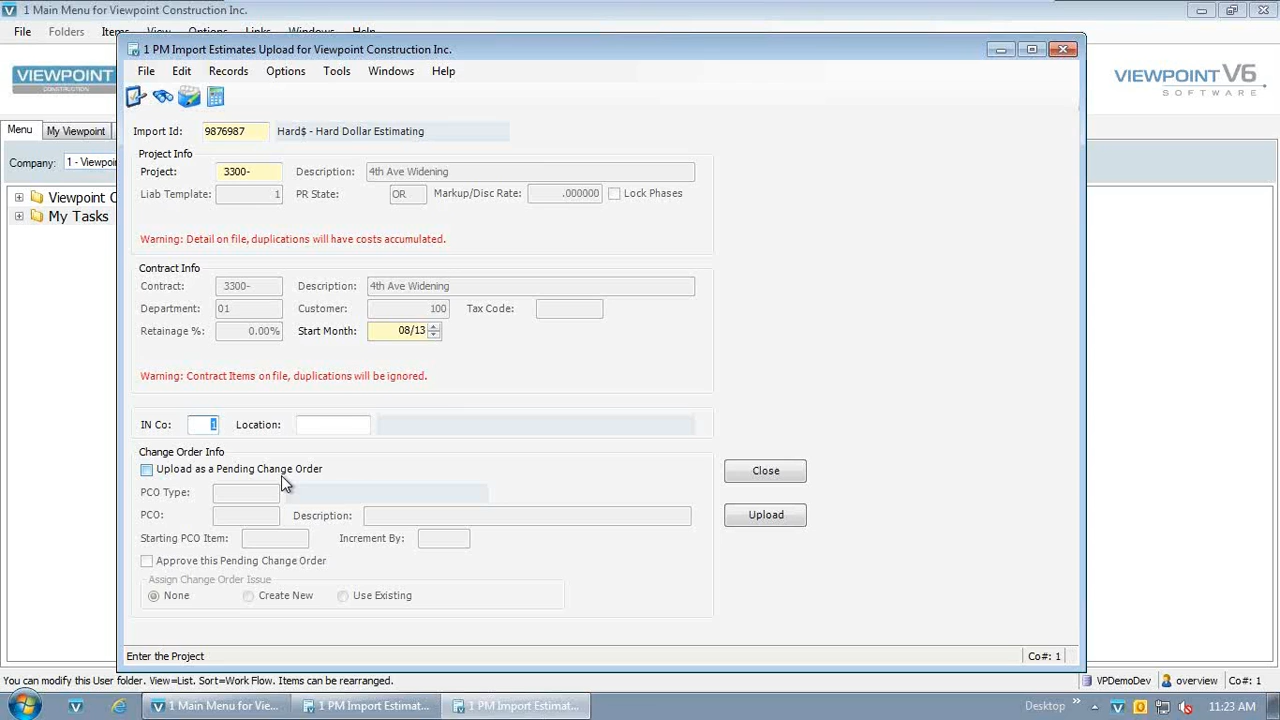 1 Main Menu for Viewpoint Construction Inc.
File Folders Items View Options Links Windows Help
VIEWPOINT
CONSTRUCTION
VIEWPOINT V6
SOFTWARE
Menu My Viewpoint
Company: 1 - Viewpoin
Viewpoint C
My Tasks
1 PM Import Estimates Upload for Viewpoint Construction Inc.
File Edit Records Options Tools Windows Help
Import Id: 9876987 Hard$ - Hard Dollar Estimating
Project Info
Project: 3300- Description: 4th Ave Widening
Liab Template: 1 PR State: OR Markup/Disc Rate: .000000 Lock Phases
Warning: Detail on file, duplications will have costs accumulated.
Contract Info
Contract: 3300- Description: 4th Ave Widening
Department: 01 Customer: 100 Tax Code:
Retainage %: 0.00% Start Month: 08/13
Warning: Contract Items on file, duplications will be ignored.
IN Co: 1 Location:
Change Order Info
Upload as a Pending Change Order
Close
PCO Type:
PCO: Description:
Upload
Starting PCO Item: Increment By:
Approve this Pending Change Order
Assign Change Order Issue
None Create New Use Existing
Enter the Project Co#: 1
You can modify this User folder. View=List. Sort=Work Flow. Items can be rearranged. VPDemoDev overview Co#: 1
1 Main Menu for Vie... 1 PM Import Estimat... 1 PM Import Estimat... Desktop 11:23 AM